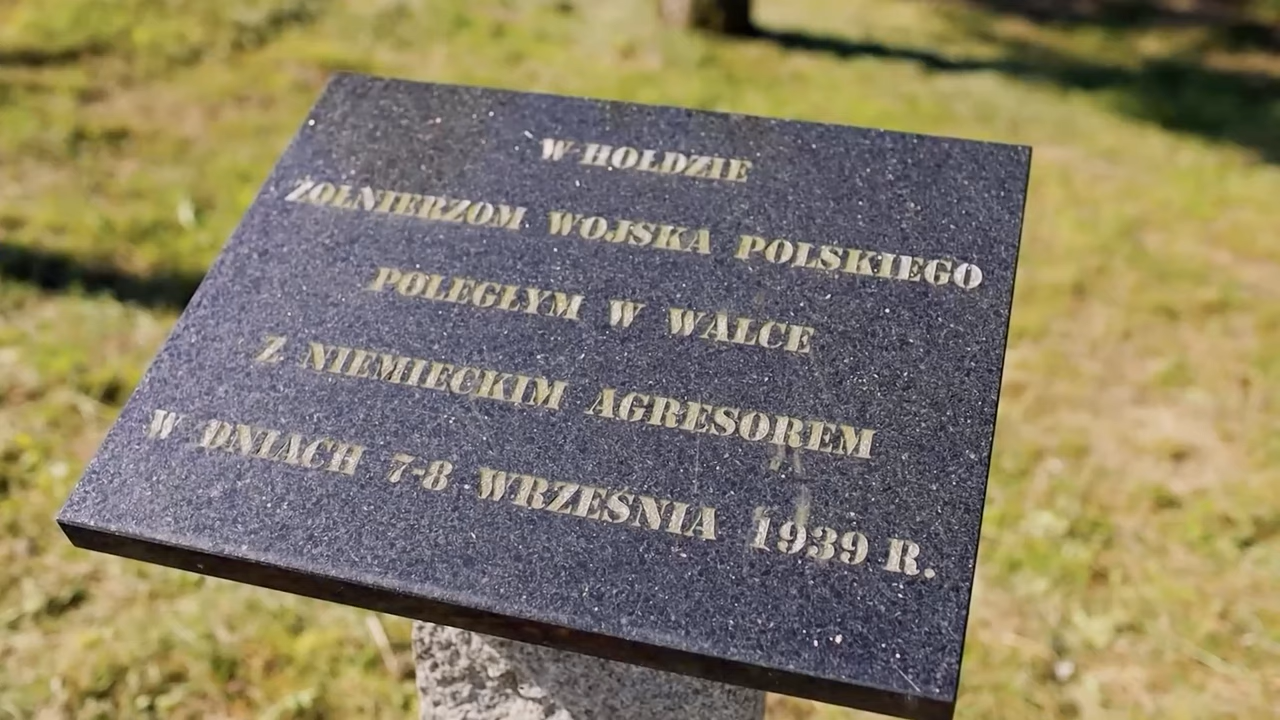 W HOŁDZIE
ŻOŁNIERZOM WOJSKA POLSKIEGO
POLEGŁYM W WALCE
Z NIEMIECKIM AGRESOREM
W DNIACH 7-8 WRZEŚNIA 1939 R.